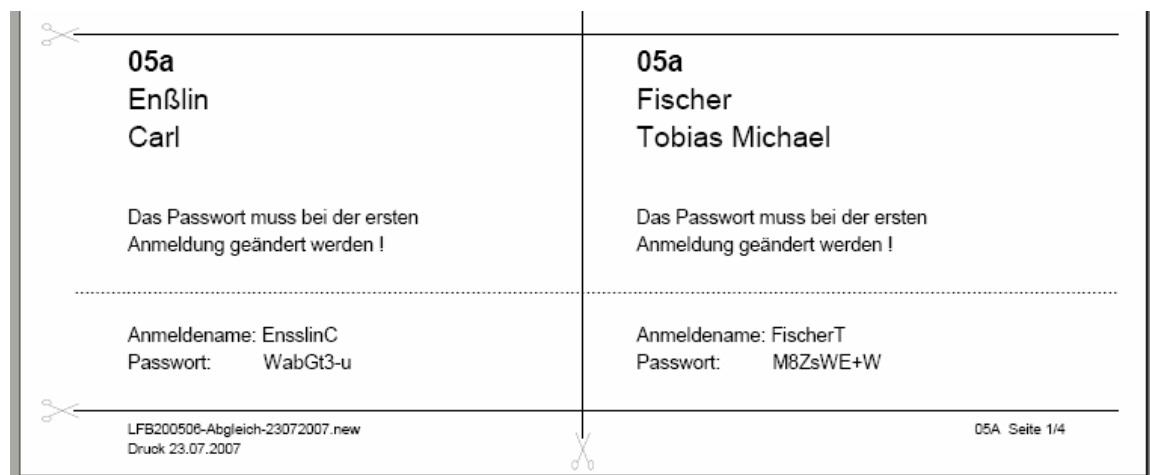 05a
Enßlin
Carl
Das Passwort muss bei der ersten
Anmeldung geändert werden !
Anmeldename: EnsslinC
Passwort: WabGt3-u
05a
Fischer
Tobias Michael
Das Passwort muss bei der ersten
Anmeldung geändert werden !
Anmeldename: FischerT
Passwort: M8ZsWE+W
LFB200506-Abgleich-23072007.new
Druck 23.07.2007
05A Seite 1/4